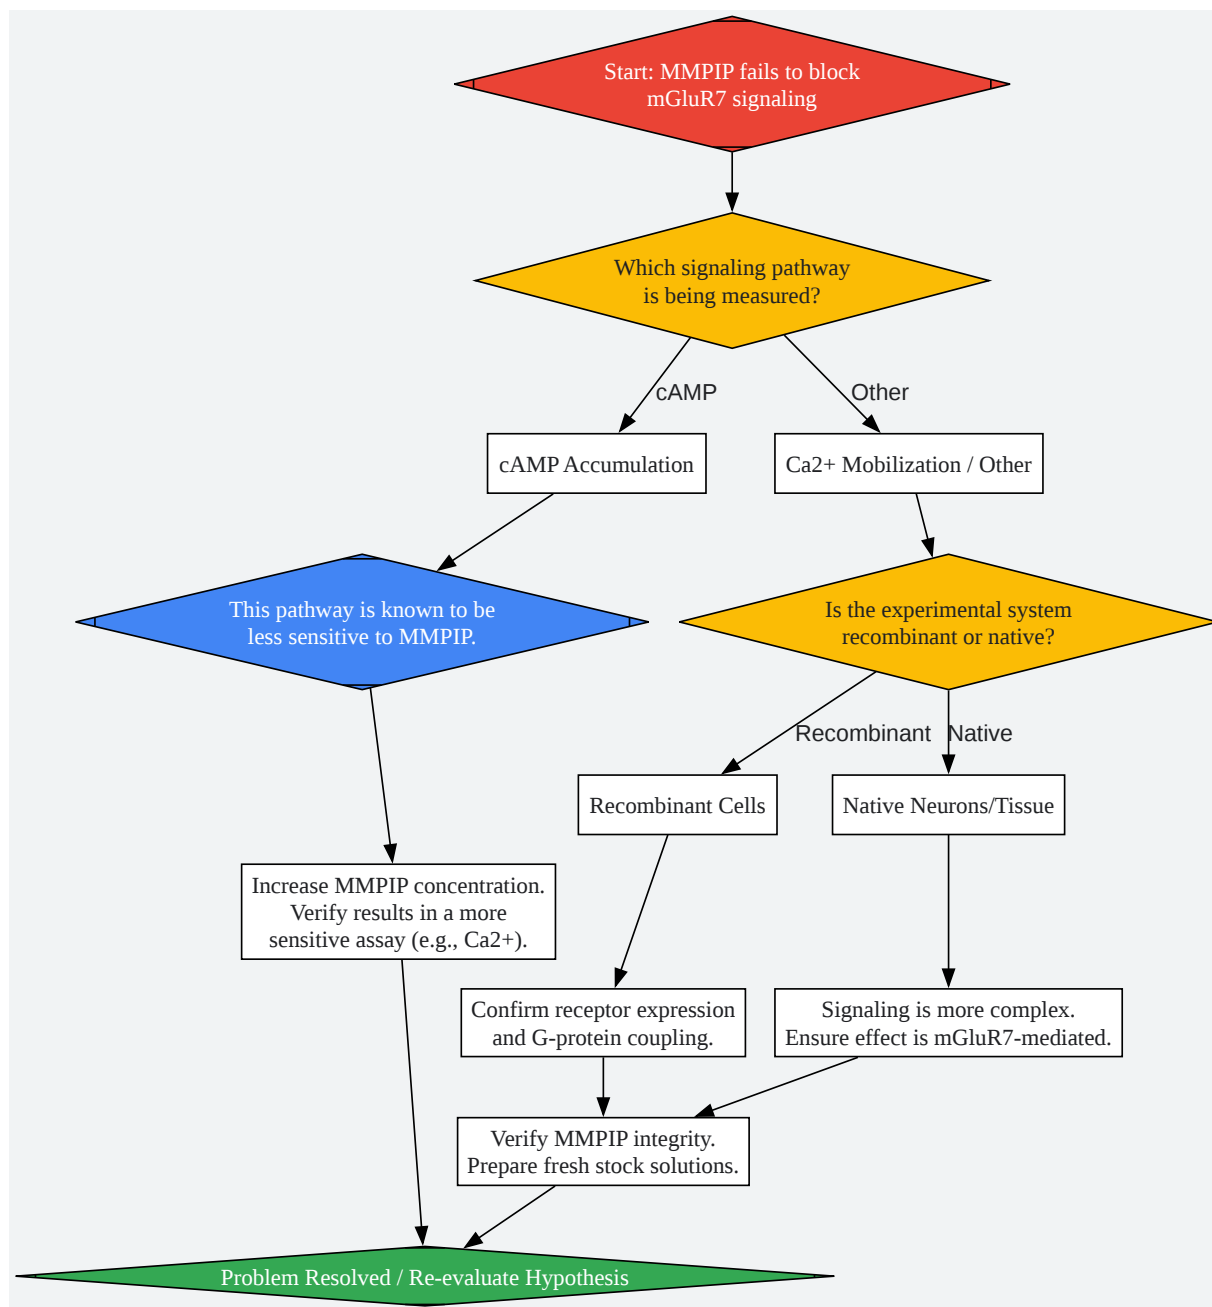 Start: MMPIP fails to block
mGluR7 signaling
Which signaling pathway
is being measured?
cAMP
Other
cAMP Accumulation
Ca2+ Mobilization / Other
This pathway is known to be
less sensitive to MMPIP.
Is the experimental system
recombinant or native?
Recombinant
Native
Recombinant Cells
Native Neurons/Tissue
Increase MMPIP concentration.
Verify results in a more
sensitive assay (e.g., Ca2+).
Confirm receptor expression
and G-protein coupling.
Signaling is more complex.
Ensure effect is mGluR7-mediated.
Verify MMPIP integrity.
Prepare fresh stock solutions.
Problem Resolved / Re-evaluate Hypothesis